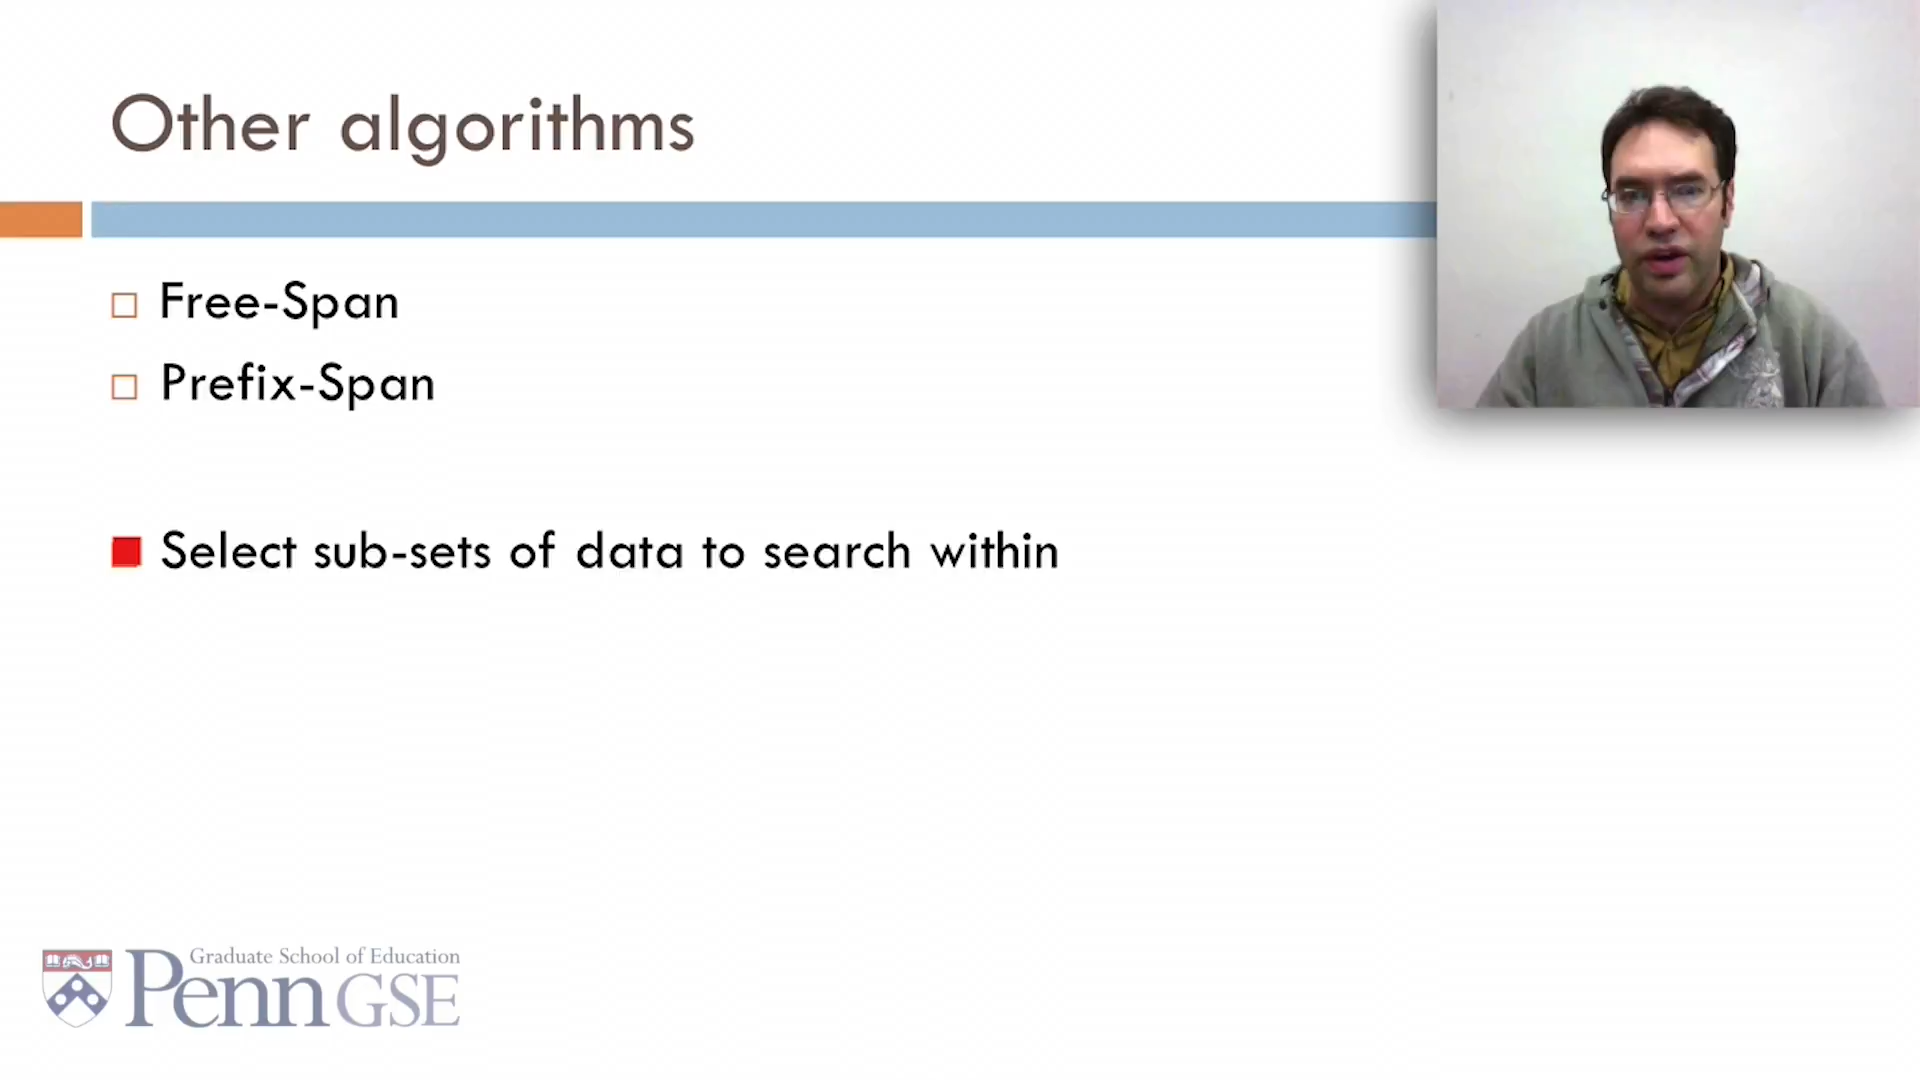 Other algorithms
Free-Span
Prefix-Span
Select sub-sets of data to search within
Graduate School of Education
Penn GSE